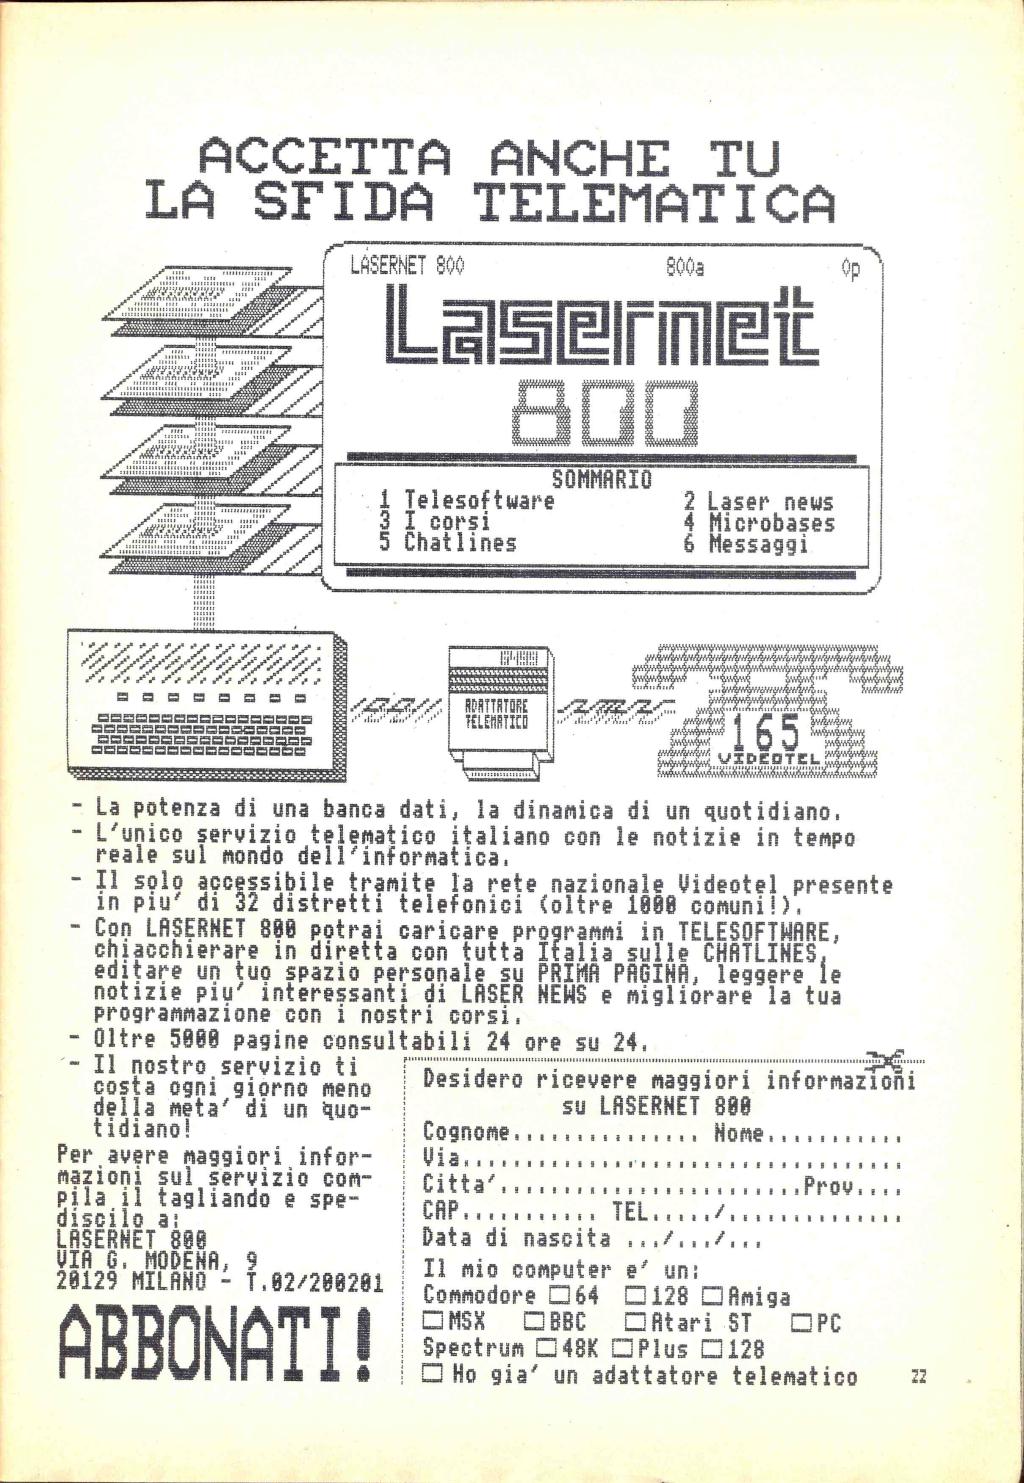 ACCETTA ANCHE TU
LA SFIDA TELEMATICA
LASERNET 800 800a 0p
Lasernet
800
SOMMARIO
1 Telesoftware 2 Laser news
3 I corsi 4 Microbases
5 Chatlines 6 Messaggi
ADATTATORE
TELEMATICO
165
VIDEOTEL
- La potenza di una banca dati, la dinamica di un quotidiano.
- L'unico servizio telematico italiano con le notizie in tempo
reale sul mondo dell'informatica.
- Il solo accessibile tramite la rete nazionale Videotel presente
in piu' di 32 distretti telefonici (oltre 1000 comuni!).
- Con LASERNET 800 potrai caricare programmi in TELESOFTWARE,
chiacchierare in diretta con tutta Italia sulle CHATLINES,
editare un tuo spazio personale su PRIMA PAGINA, leggere le
notizie piu' interessanti di LASER NEWS e migliorare la tua
programmazione con i nostri corsi.
- Oltre 5000 pagine consultabili 24 ore su 24.
- Il nostro servizio ti
costa ogni giorno meno
della meta' di un quo-
tidiano!
Per avere maggiori infor-
mazioni sul servizio com-
pila il tagliando e spe-
discilo a:
LASERNET 800
VIA G. MODENA, 9
20129 MILANO - T.02/200201
ABBONATI!
Desidero ricevere maggiori informazioni
su LASERNET 800
Cognome............... Nome...........
Via...................................
Citta'........................Prov....
CAP........... TEL...../..............
Data di nascita .../.../...
Il mio computer e' un:
Commodore □64 □128 □Amiga
□MSX □BBC □Atari ST □PC
Spectrum □48K □Plus □128
□ Ho gia' un adattatore telematico
22